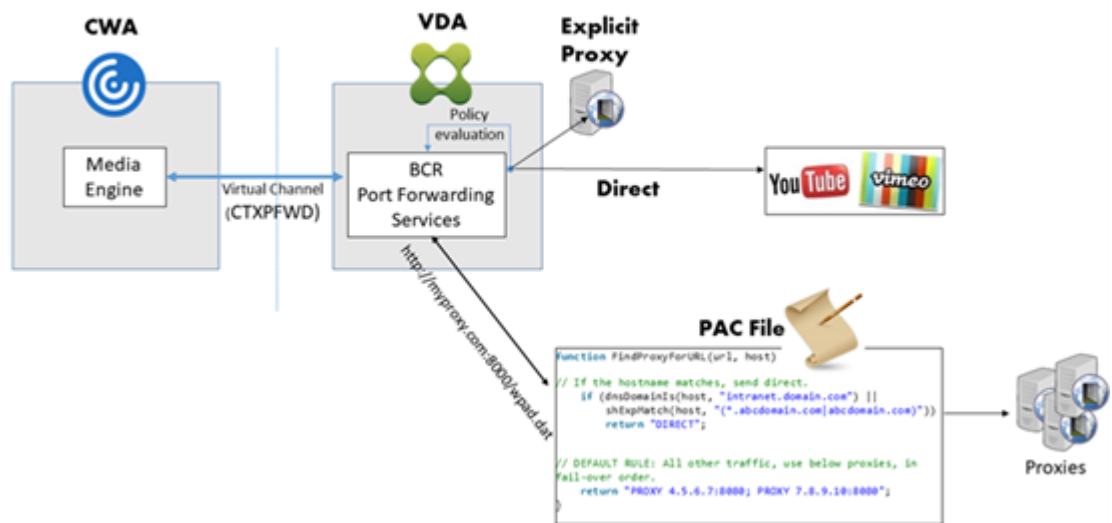 CWA
VDA
Explicit
Proxy
Policy
evaluation
Media
Engine
Virtual Channel
(CTXPFWD)
BCR
Port Forwarding
Services
Direct
YouTube
vimeo
http://myproxy.com:8000/wpad.dat
PAC File
function FindProxyForURL(url, host)
// If the hostname matches, send direct.
if (dnsDomainIs(host, "intranet.domain.com") ||
shExpMatch(host, "(*.abcdomain.com|abcdomain.com)"))
return "DIRECT";
// DEFAULT RULE: All other traffic, use below proxies, in
fail-over order.
return "PROXY 4.5.6.7:8080; PROXY 7.8.9.10:8080";
}
Proxies